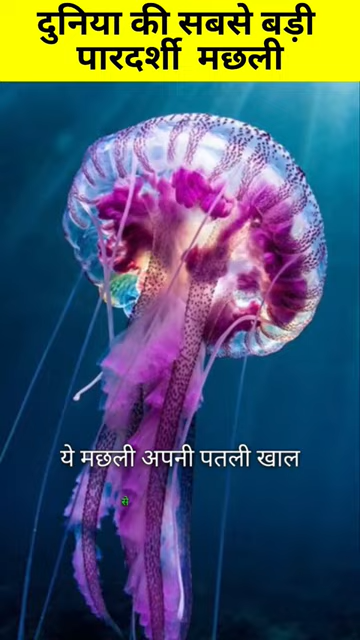 दुनिया की सबसे बड़ी
पारदर्शी मछली
ये मछली अपनी पतली खाल
से